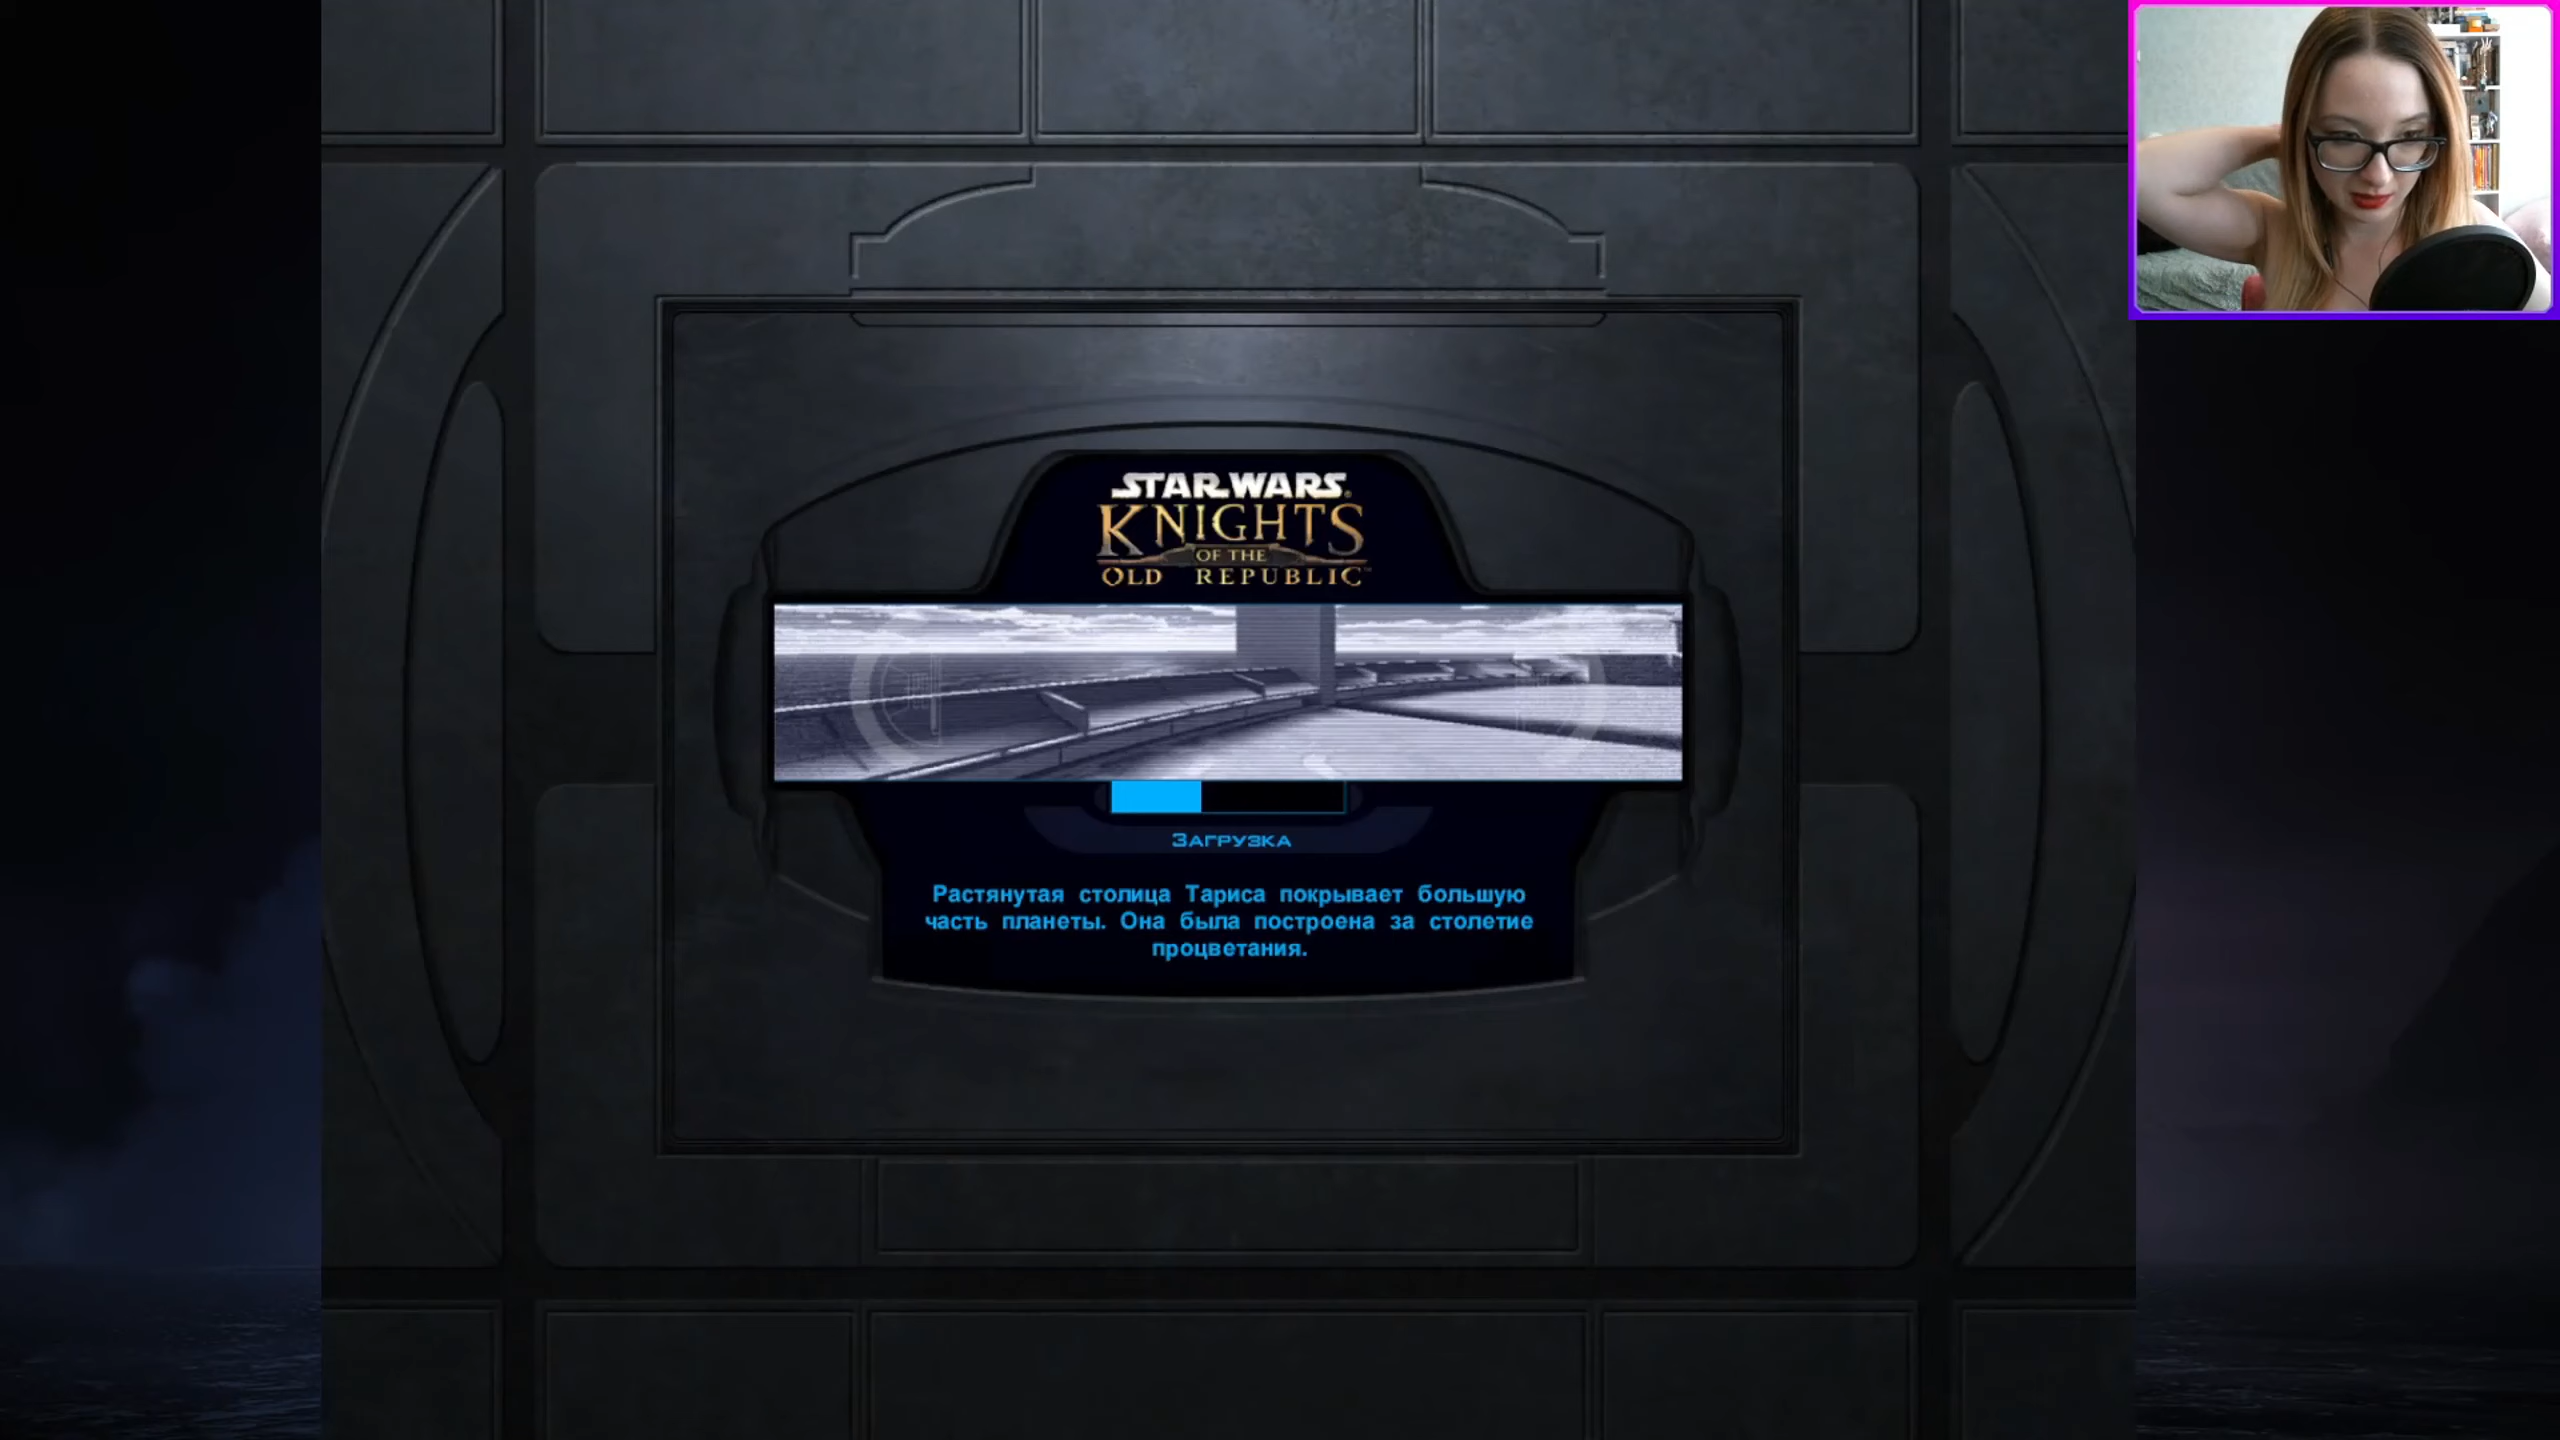 STAR WARS
KNIGHTS
OF THE
OLD REPUBLIC
ЗАГРУЗКА
Растянутая столица Тариса покрывает большую
часть планеты. Она была построена за столетие
процветания.